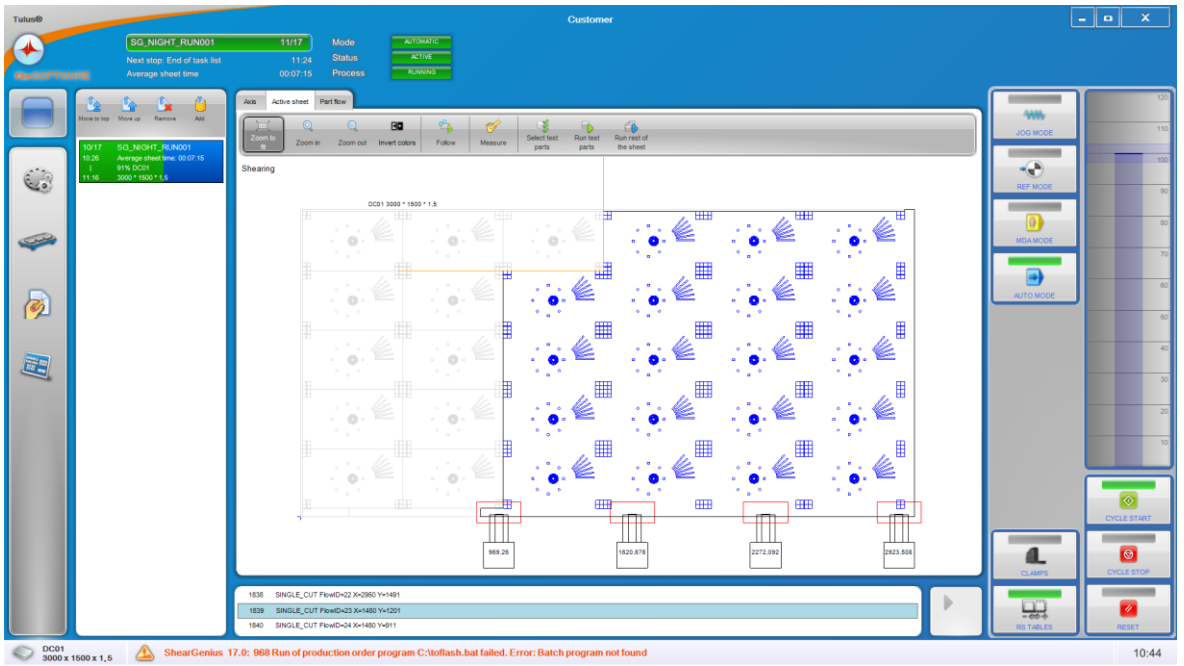 Tulus®
Customer
SG_NIGHT_RUN001 11/17
Next stop: End of task list 11:24
Average sheet time 00:07:15
Mode AUTOMATIC
Status ACTIVE
Process RUNNING
Move to top
Move up
Remove
Add
10/17 SG_NIGHT_RUN001
10:26 Average sheet time: 00:07:15
| 91% DC01
11:16 3000 * 1500 * 1,5
Axis
Active sheet
Part flow
Zoom to fit
Zoom in
Zoom out
Invert colors
Follow
Measure
Select test parts
Run test parts
Run rest of the sheet
Shearing
DC01 3000 * 1500 * 1,5
969,26
1620,676
2272,092
2923,508
1838 SINGLE_CUT FlowID=22 X=2950 Y=1491
1839 SINGLE_CUT FlowID=23 X=1480 Y=1201
1840 SINGLE_CUT FlowID=24 X=1480 Y=911
JOG MODE
REF MODE
MDA MODE
AUTO MODE
CLAMPS
RG TABLES
120
110
100
90
80
70
60
50
40
30
20
10
CYCLE START
CYCLE STOP
RESET
DC01
3000 x 1500 x 1,5
ShearGenius 17.0: 968 Run of production order program C:\toflash.bat failed. Error: Batch program not found
10:44